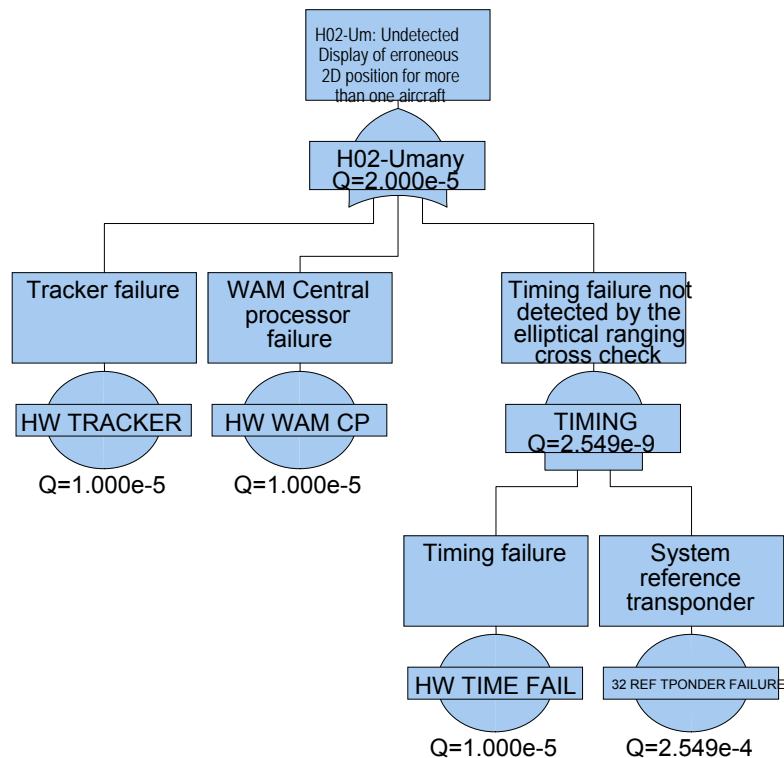 H02-Um: Undetected
Display of erroneous
2D position for more
than one aircraft
H02-Umany
Q=2.000e-5
Tracker failure
WAM Central
processor
failure
Timing failure not
detected by the
elliptical ranging
cross check
HW TRACKER
HW WAM CP
TIMING
Q=2.549e-9
Q=1.000e-5
Q=1.000e-5
Timing failure
System
reference
transponder
HW TIME FAIL
32 REF TPONDER FAILURE
Q=1.000e-5
Q=2.549e-4